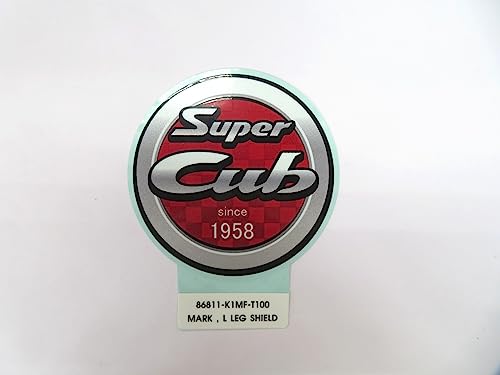 Super
Cub
since
1958
86811-K1MF-T100
MARK , L LEG SHIELD